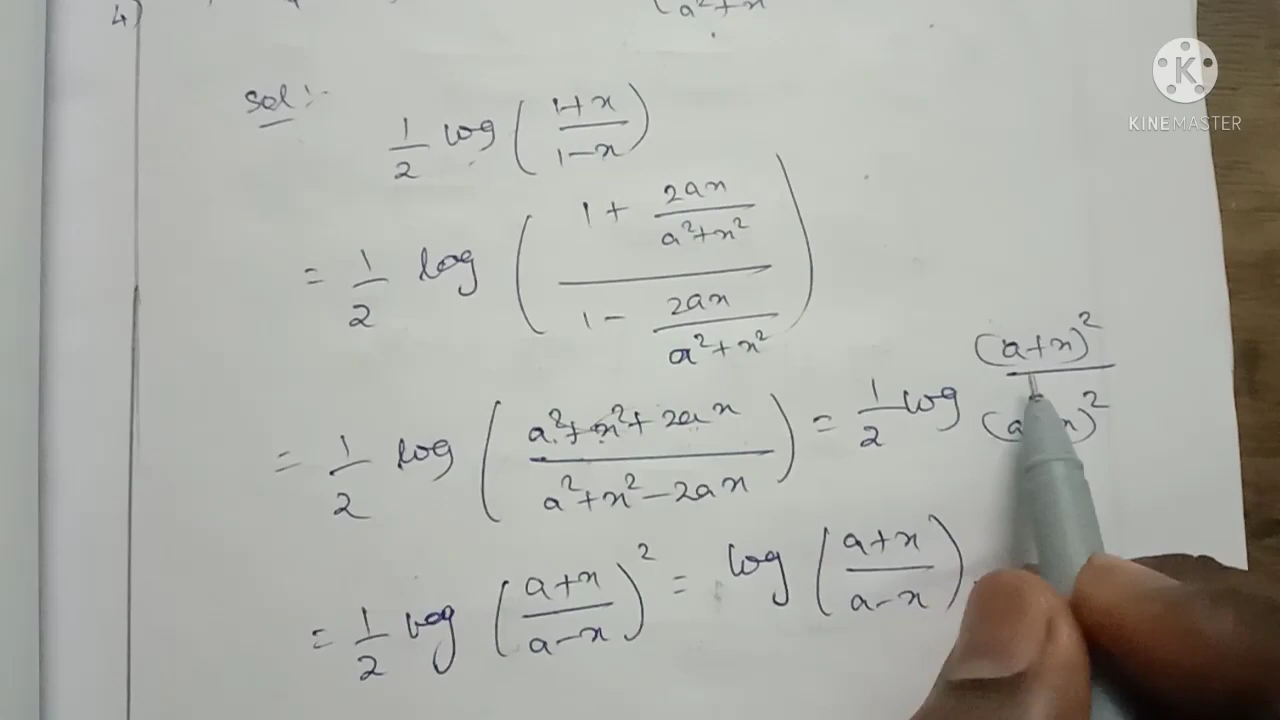 4)
a²+x
Sol:-
1/2 log ( 1+x / 1-x )
= 1/2 log ( 1 + 2ax / a²+x² / 1 - 2ax / a²+x² )
= 1/2 log ( a²+x²+2ax / a²+x²-2ax ) = 1/2 log (a+x)² / (a x)²
= 1/2 log ( a+x / a-x )² = log ( a+x / a-x )
KINEMASTER